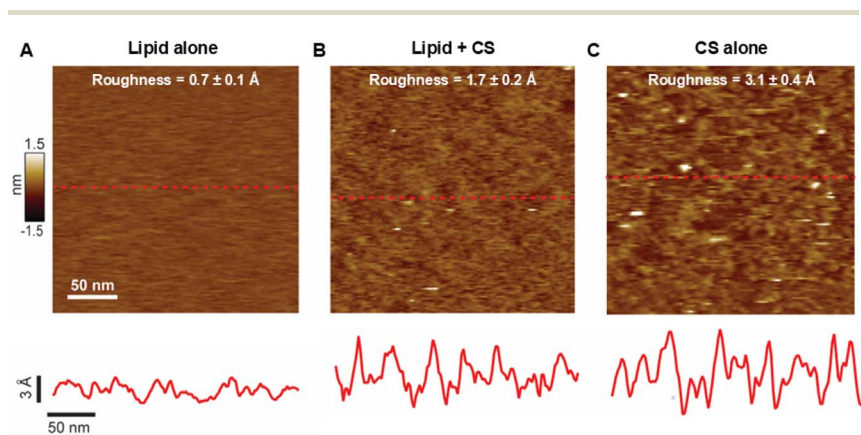 A Lipid alone
B Lipid + CS
C CS alone
Roughness = 0.7 ± 0.1 Å
Roughness = 1.7 ± 0.2 Å
Roughness = 3.1 ± 0.4 Å
1.5
nm
-1.5
50 nm
3 Å
50 nm